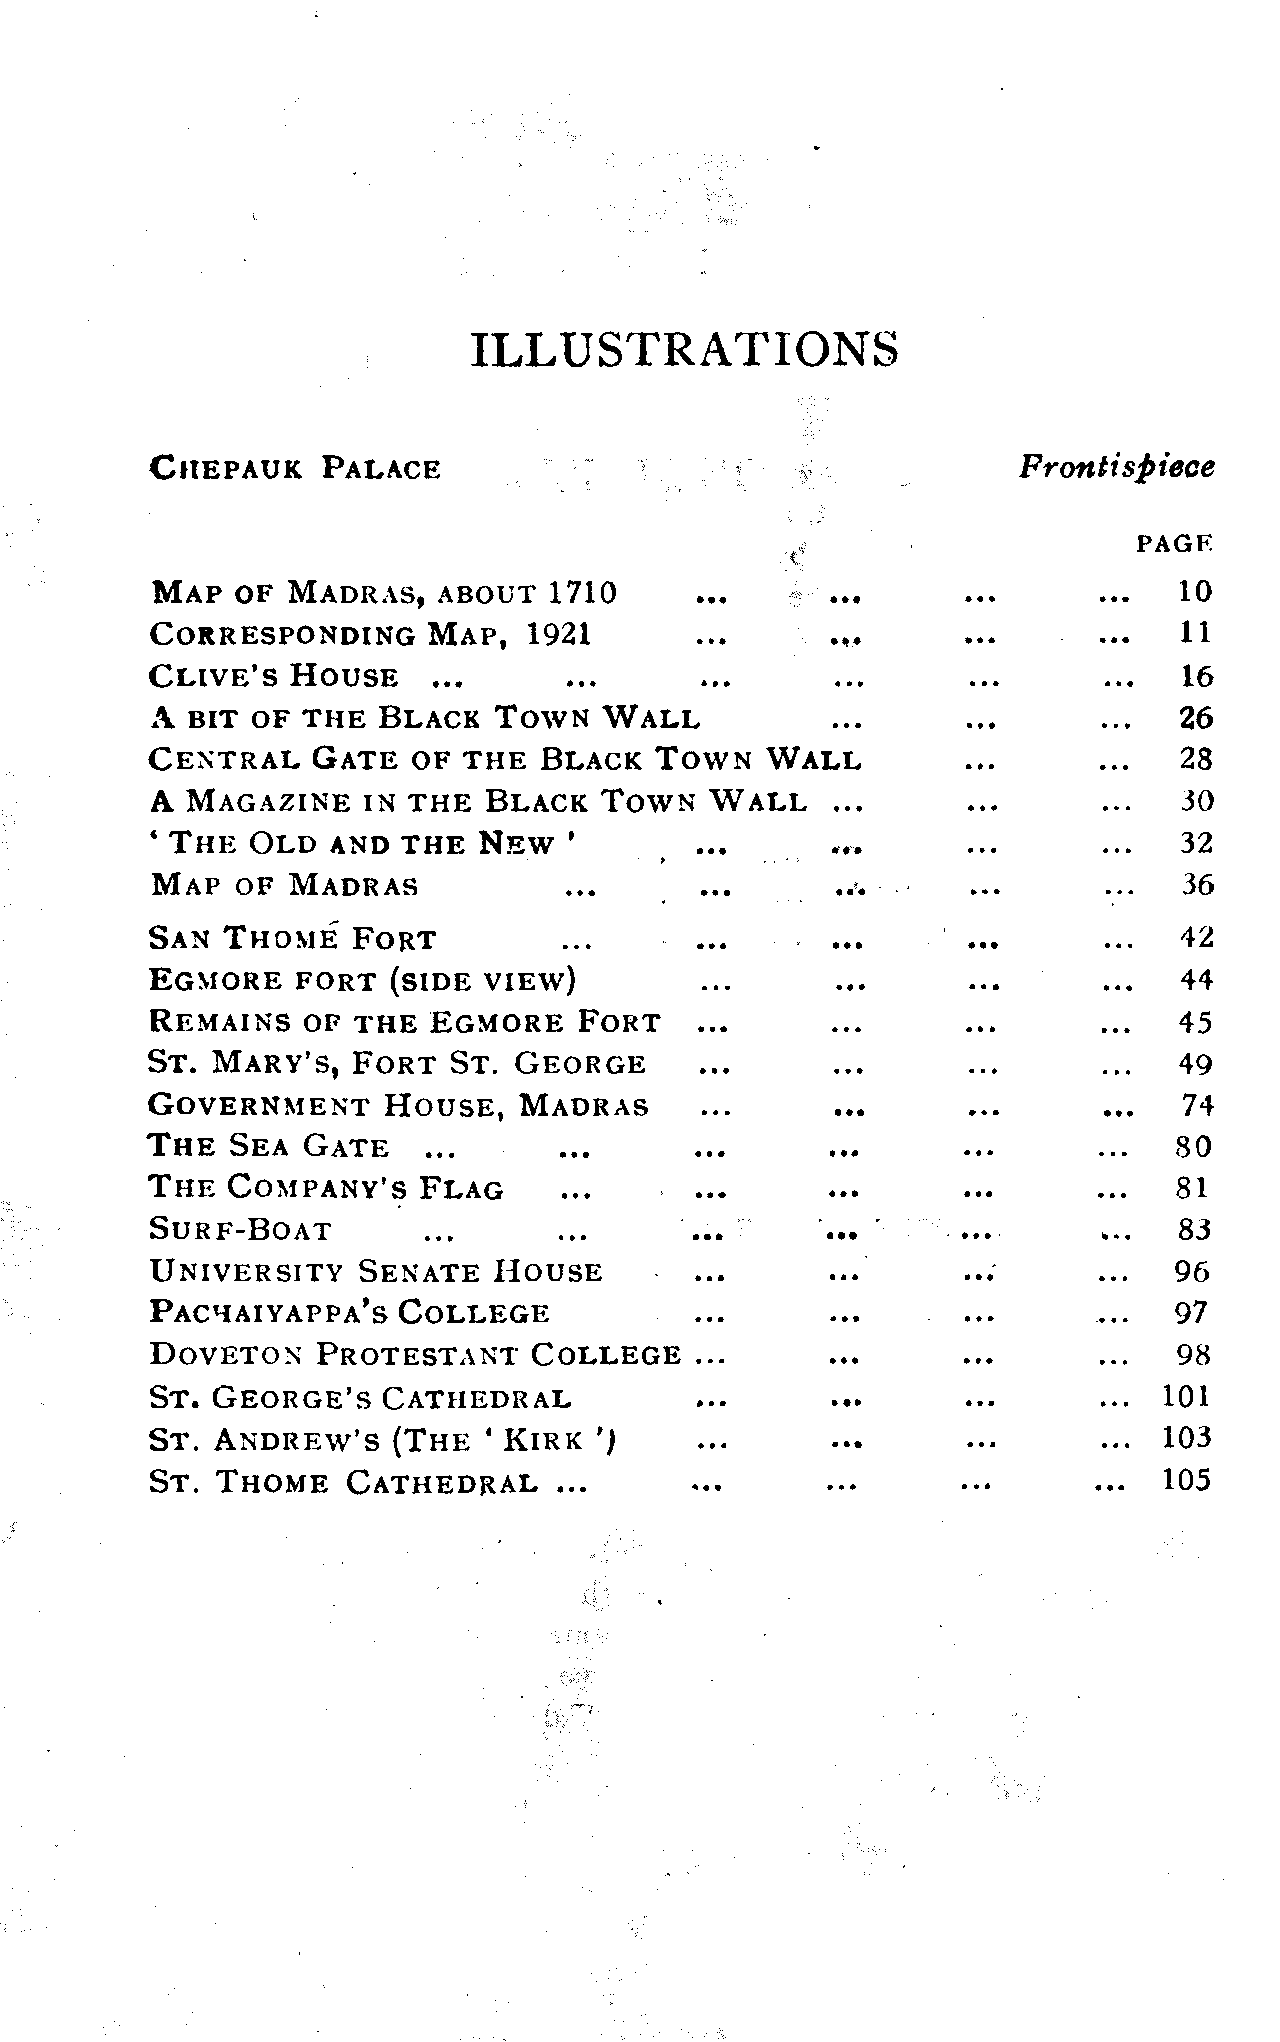 ILLUSTRATIONS
CHEPAUK PALACE Frontispiece
PAGE
MAP OF MADRAS, ABOUT 1710 ... ... ... ... 10
CORRESPONDING MAP, 1921 ... ... ... ... 11
CLIVE'S HOUSE ... ... ... ... ... ... 16
A BIT OF THE BLACK TOWN WALL ... ... ... 26
CENTRAL GATE OF THE BLACK TOWN WALL ... ... 28
A MAGAZINE IN THE BLACK TOWN WALL ... ... ... 30
‘ THE OLD AND THE NEW ’ ... ... ... ... 32
MAP OF MADRAS ... ... ... ... ... 36
SAN THOMÉ FORT ... ... ... ... ... 42
EGMORE FORT (SIDE VIEW) ... ... ... ... 44
REMAINS OF THE EGMORE FORT ... ... ... ... 45
ST. MARY'S, FORT ST. GEORGE ... ... ... ... 49
GOVERNMENT HOUSE, MADRAS ... ... ... ... 74
THE SEA GATE ... ... ... ... ... ... 80
THE COMPANY'S FLAG ... ... ... ... ... 81
SURF-BOAT ... ... ... ... ... ... 83
UNIVERSITY SENATE HOUSE ... ... ... ... 96
PACHAIYAPPA'S COLLEGE ... ... ... ... 97
DOVETON PROTESTANT COLLEGE ... ... ... ... 98
ST. GEORGE'S CATHEDRAL ... ... ... ... 101
ST. ANDREW'S (THE ‘ KIRK ’) ... ... ... ... 103
ST. THOME CATHEDRAL ... ... ... ... ... 105